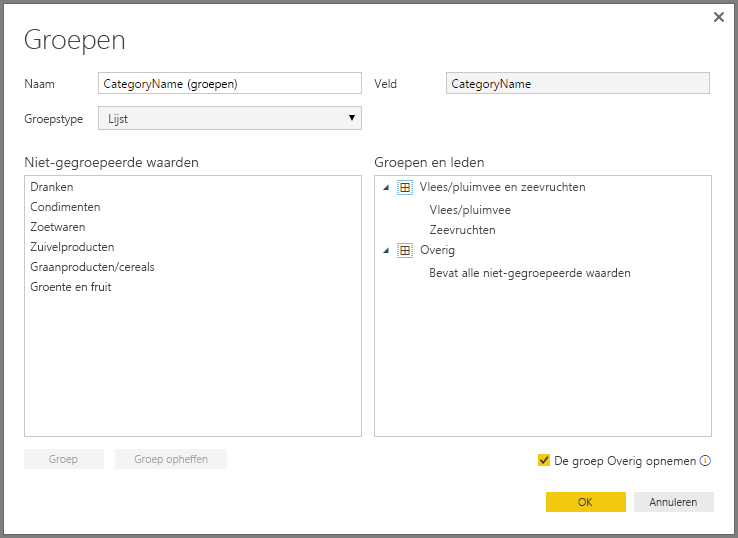 Groepen
Naam CategoryName (groepen) Veld CategoryName
Groepstype Lijst
Niet-gegroepeerde waarden
Dranken
Condimenten
Zoetwaren
Zuivelproducten
Graanproducten/cereals
Groente en fruit
Groepen en leden
Vlees/pluimvee en zeevruchten
Vlees/pluimvee
Zeevruchten
Overig
Bevat alle niet-gegroepeerde waarden
Groep Groep opheffen
De groep Overig opnemen
OK Annuleren